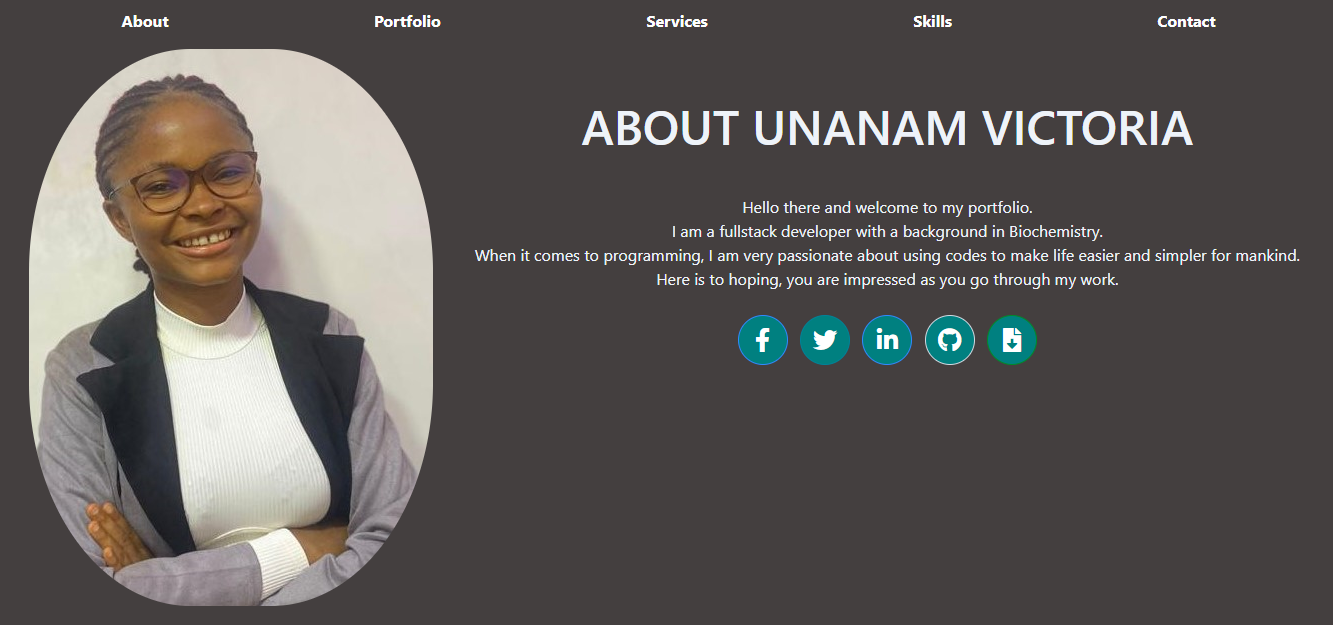 About
Portfolio
Services
Skills
Contact
ABOUT UNANAM VICTORIA
Hello there and welcome to my portfolio.
I am a fullstack developer with a background in Biochemistry.
When it comes to programming, I am very passionate about using codes to make life easier and simpler for mankind.
Here is to hoping, you are impressed as you go through my work.